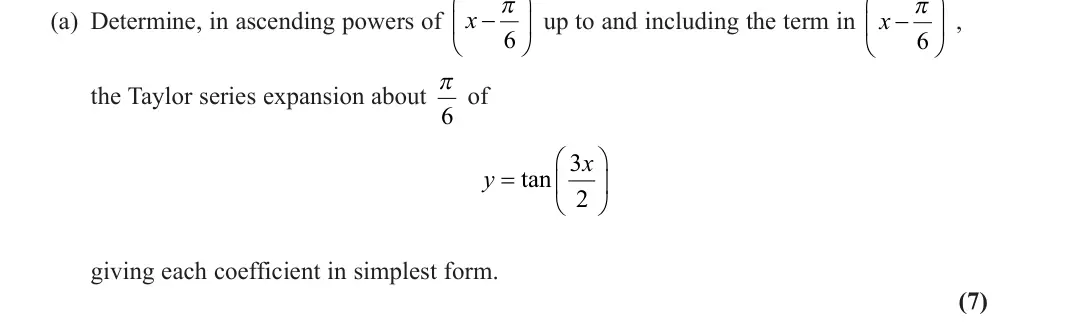 (a) Determine, in ascending powers of (x − π/6) up to and including the term in (x − π/6),
the Taylor series expansion about π/6 of
y = tan(3x/2)
giving each coefficient in simplest form.
(7)